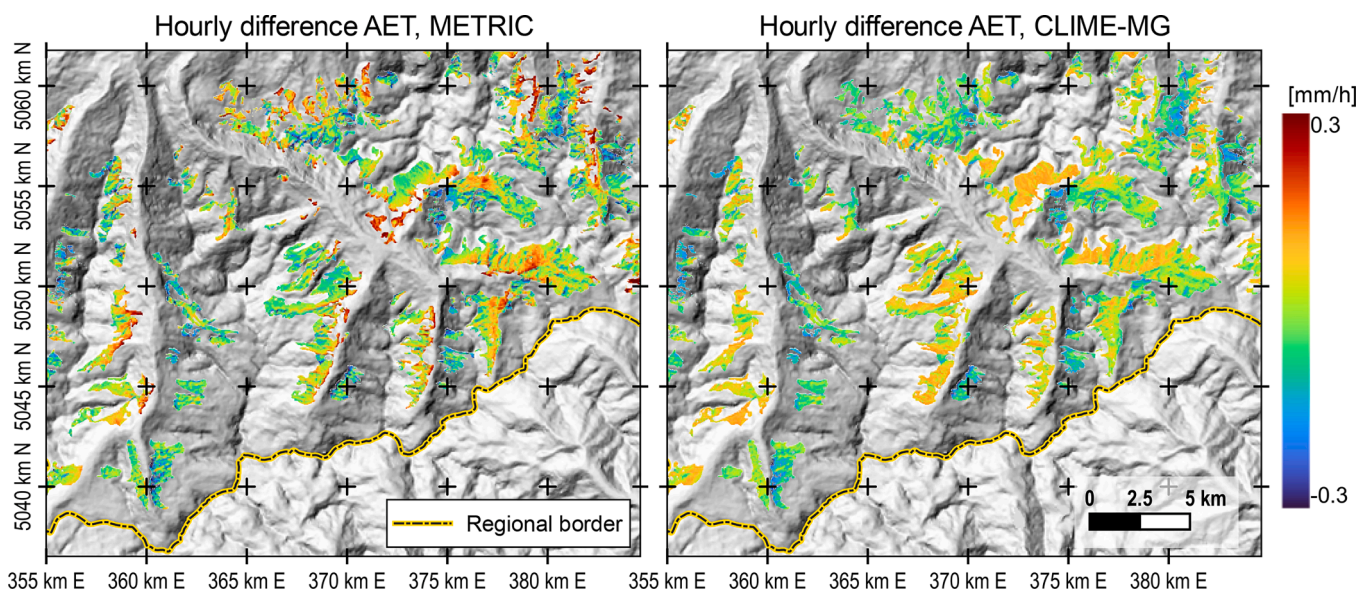 Hourly difference AET, METRIC
Hourly difference AET, CLIME-MG
5060 km N
5055 km N
5050 km N
5045 km N
5040 km N
[mm/h]
0.3
-0.3
Regional border
0 2.5 5 km
355 km E 360 km E 365 km E 370 km E 375 km E 380 km E
355 km E 360 km E 365 km E 370 km E 375 km E 380 km E